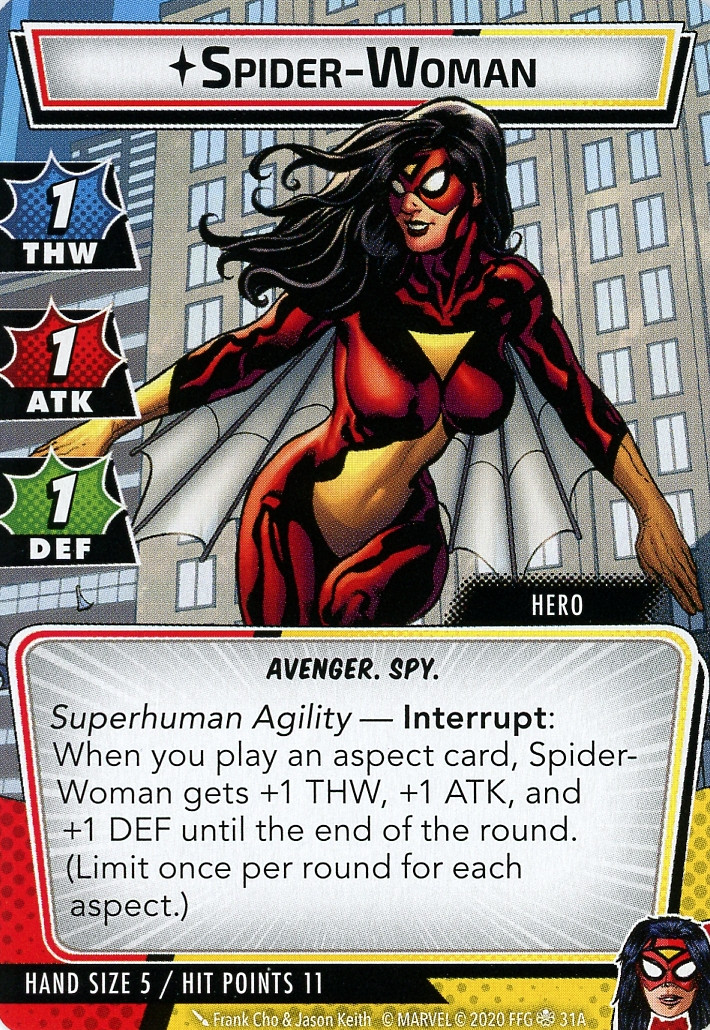 SPIDER-WOMAN
1
THW
1
ATK
1
DEF
HERO
AVENGER. SPY.
Superhuman Agility — Interrupt:
When you play an aspect card, Spider-
Woman gets +1 THW, +1 ATK, and
+1 DEF until the end of the round.
(Limit once per round for each
aspect.)
HAND SIZE 5 / HIT POINTS 11
Frank Cho & Jason Keith © MARVEL © 2020 FFG 31A